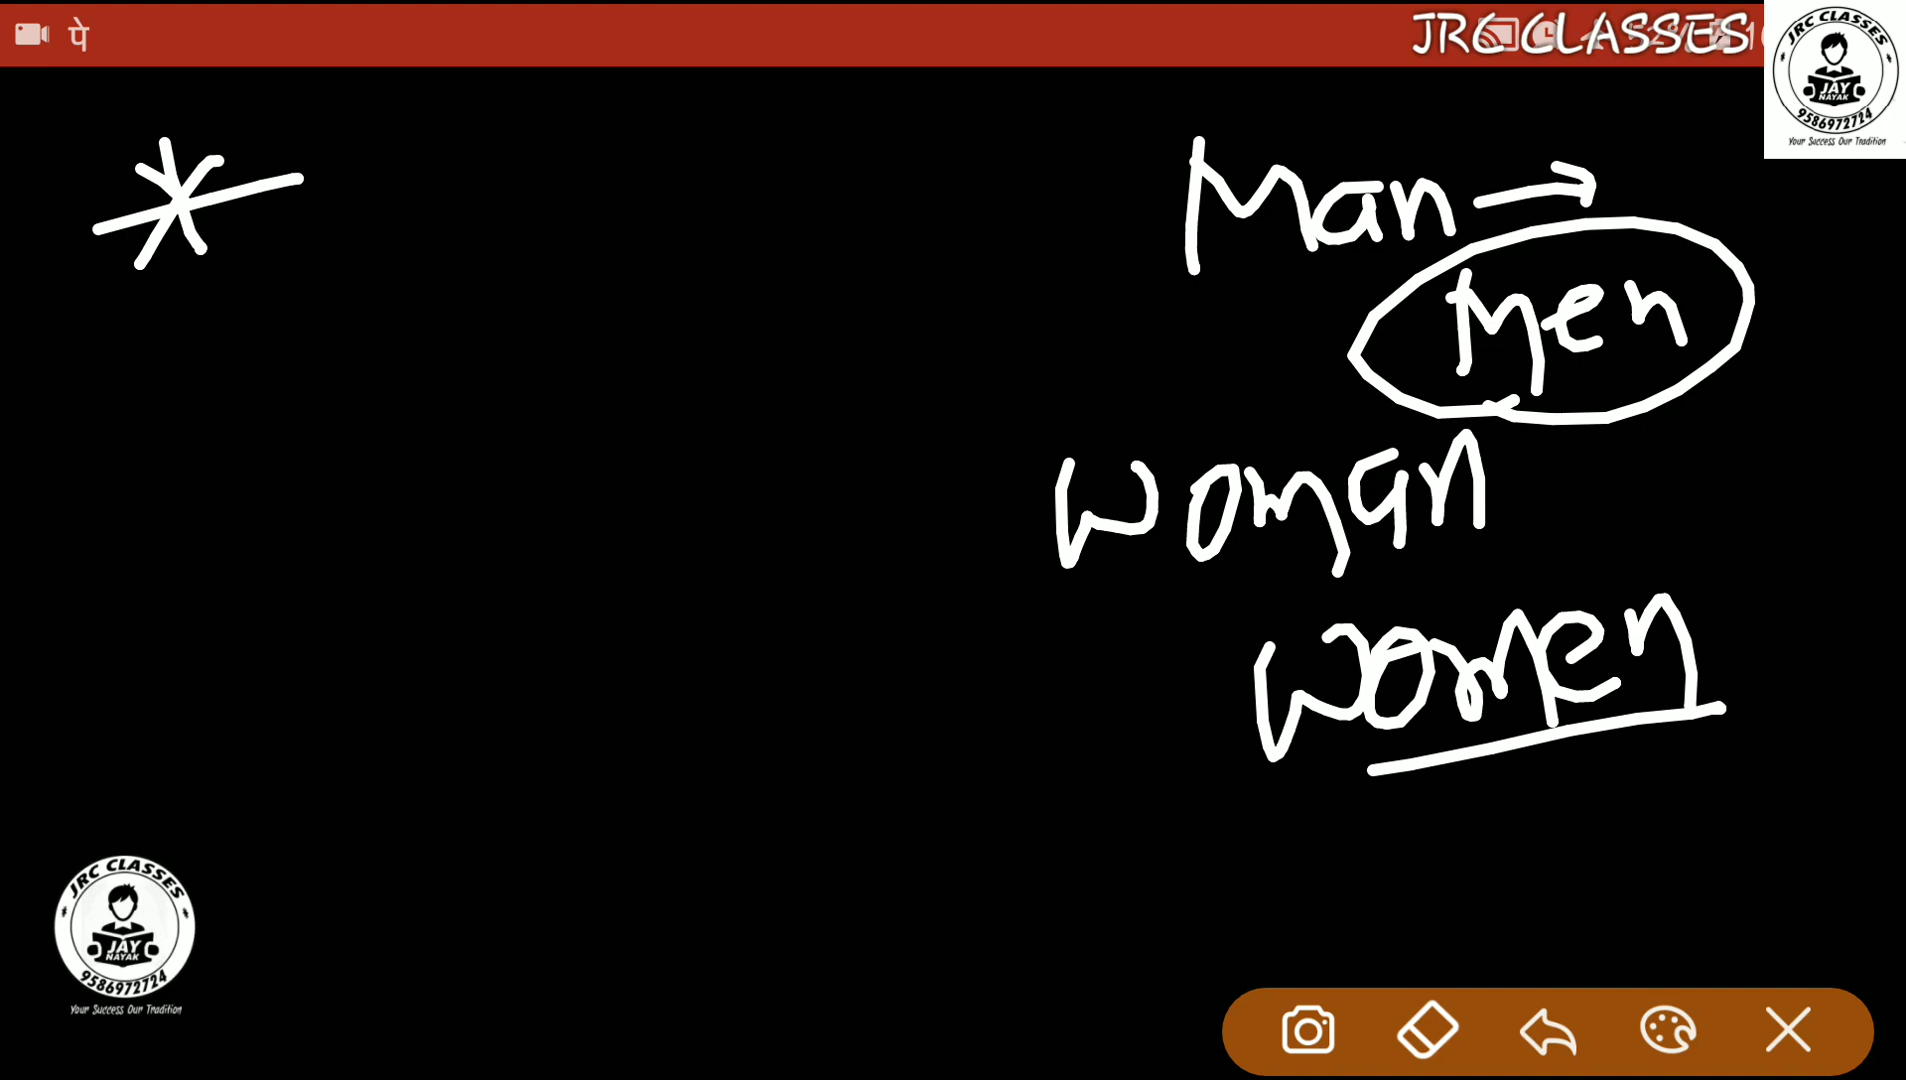 पे
JRC CLASSES
JRC CLASSES
JAY
NAYAK
9586972724
Your Success Our Tradition
Man →
Men
woman
women
JRC CLASSES
JAY
NAYAK
9586972724
Your Success Our Tradition